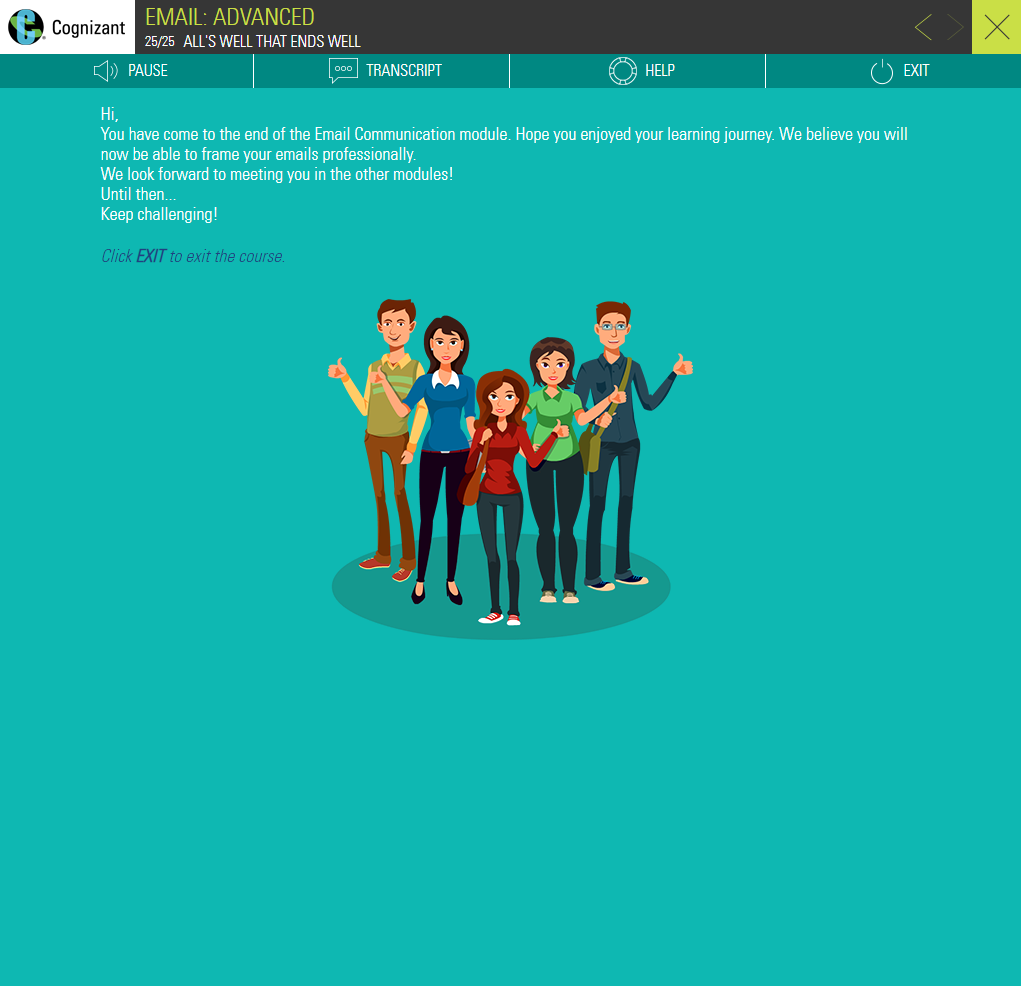 Cognizant
EMAIL: ADVANCED
25/25 ALL'S WELL THAT ENDS WELL
PAUSE
TRANSCRIPT
HELP
EXIT
Hi,
You have come to the end of the Email Communication module. Hope you enjoyed your learning journey. We believe you will
now be able to frame your emails professionally.
We look forward to meeting you in the other modules!
Until then...
Keep challenging!
Click EXIT to exit the course.